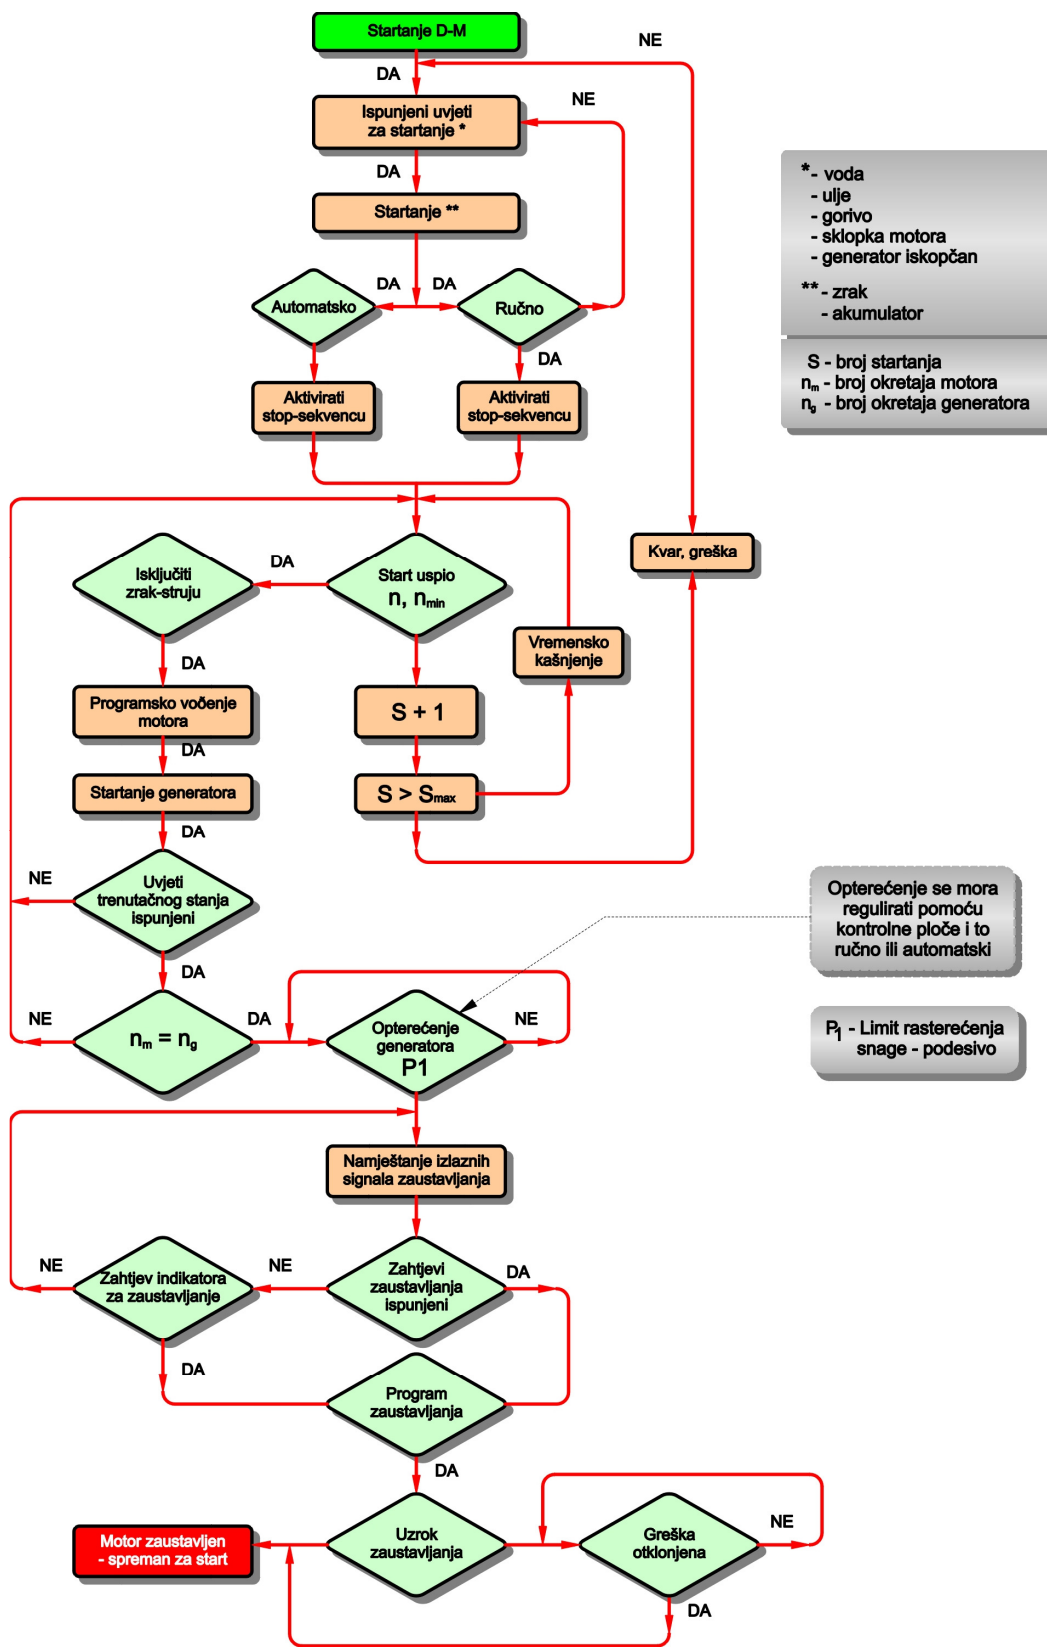 Startanje D-M
NE
DA
Ispunjeni uvjeti
za startanje *
NE
DA
Startanje **
* - voda
- ulje
- gorivo
- sklopka motora
- generator iskopčan
** - zrak
- akumulator
S - broj startanja
nm - broj okretaja motora
ng - broj okretaja generatora
DA
DA
Automatsko
Ručno
DA
Aktivirati
stop-sekvencu
Aktivirati
stop-sekvencu
Kvar, greška
Isključiti
zrak-struju
DA
Start uspio
n, nmin
Vremensko
kašnjenje
DA
Programsko vočenje
motora
S + 1
DA
Startanje generatora
S > Smax
DA
NE
Uvjeti
trenutačnog stanja
ispunjeni
Opterećenje se mora
regulirati pomoću
kontrolne ploče i to
ručno ili automatski
DA
NE
nm = ng
DA
Opterećenje
generatora
P1
NE
P1 - Limit rasterećenja
snage - podesivo
Namještanje izlaznih
signala zaustavljanja
NE
Zahtjev indikatora
za zaustavljanje
NE
Zahtjevi
zaustavljanja
ispunjeni
DA
DA
Program
zaustavljanja
DA
Motor zaustavljen
- spreman za start
Uzrok
zaustavljanja
Greška
otklonjena
NE
DA